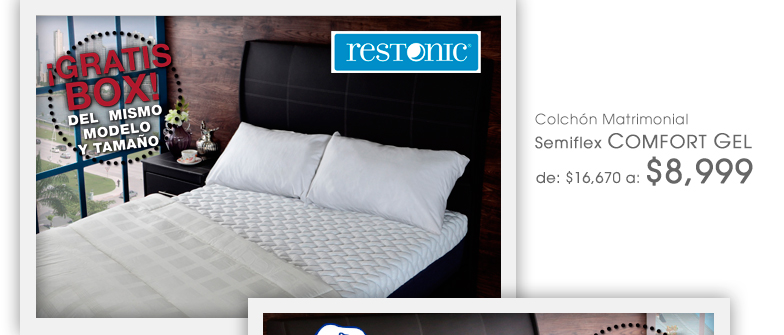 ¡GRATIS
BOX!
DEL MISMO
MODELO
Y TAMAÑO
RESTONIC®
Colchón Matrimonial
Semiflex COMFORT GEL
de: $16,670 a: $8,999